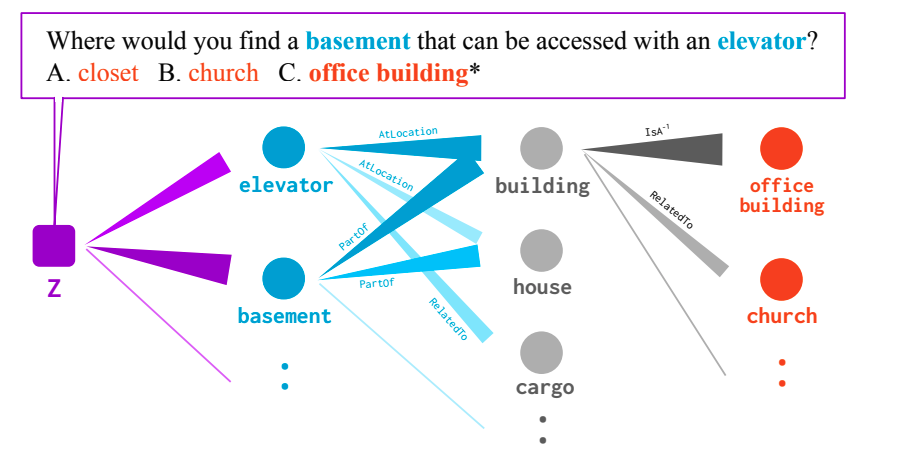 Where would you find a basement that can be accessed with an elevator?
A. closet B. church C. office building*
AtLocation
IsA⁻¹
AtLocation
elevator
building
office
building
RelatedTo
PartOf
Z
PartOf
house
basement
RelatedTo
church
cargo